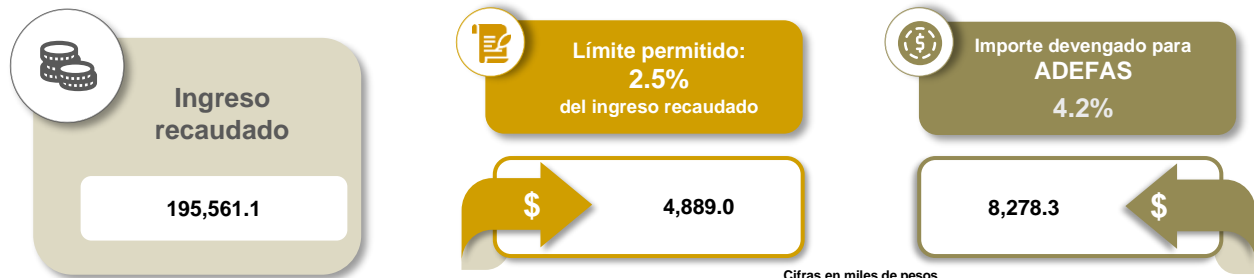 Ingreso
recaudado
195,561.1
Límite permitido:
2.5%
del ingreso recaudado
$
4,889.0
Importe devengado para
ADEFAS
4.2%
8,278.3
$
Cifras en miles de pesos